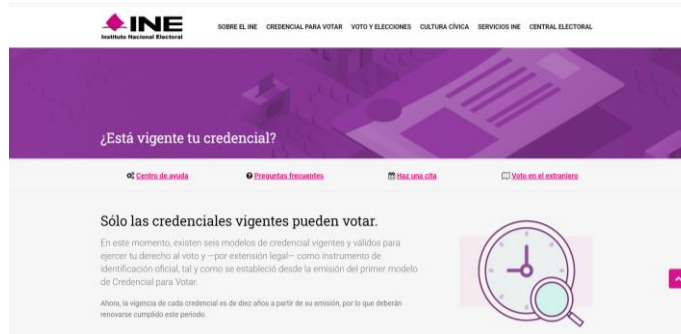 INE
Instituto Nacional Electoral
SOBRE EL INE CREDENCIAL PARA VOTAR VOTO Y ELECCIONES CULTURA CÍVICA SERVICIOS INE CENTRAL ELECTORAL
¿Está vigente tu credencial?
Centro de ayuda Preguntas frecuentes Haz una cita Voto en el extranjero
Sólo las credenciales vigentes pueden votar.
En este momento, existen seis modelos de credencial vigentes y válidos para
ejercer tu derecho al voto y —por extensión legal— como instrumento de
identificación oficial, tal y como se estableció desde la emisión del primer modelo
de Credencial para Votar.
Ahora, la vigencia de cada credencial es de diez años a partir de su emisión, por lo que deberán
renovarse cumplido este periodo.